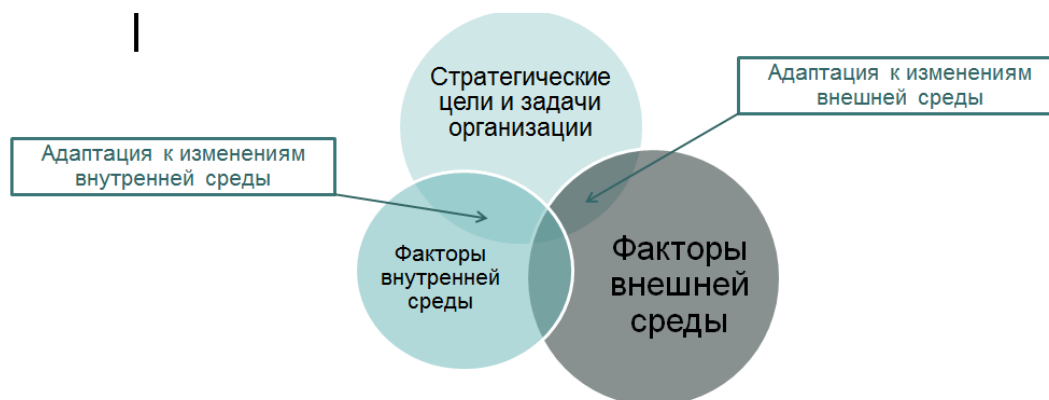 Стратегические
цели и задачи
организации
Адаптация к изменениям
внешней среды
Адаптация к изменениям
внутренней среды
Факторы
внутренней
среды
Факторы
внешней
среды